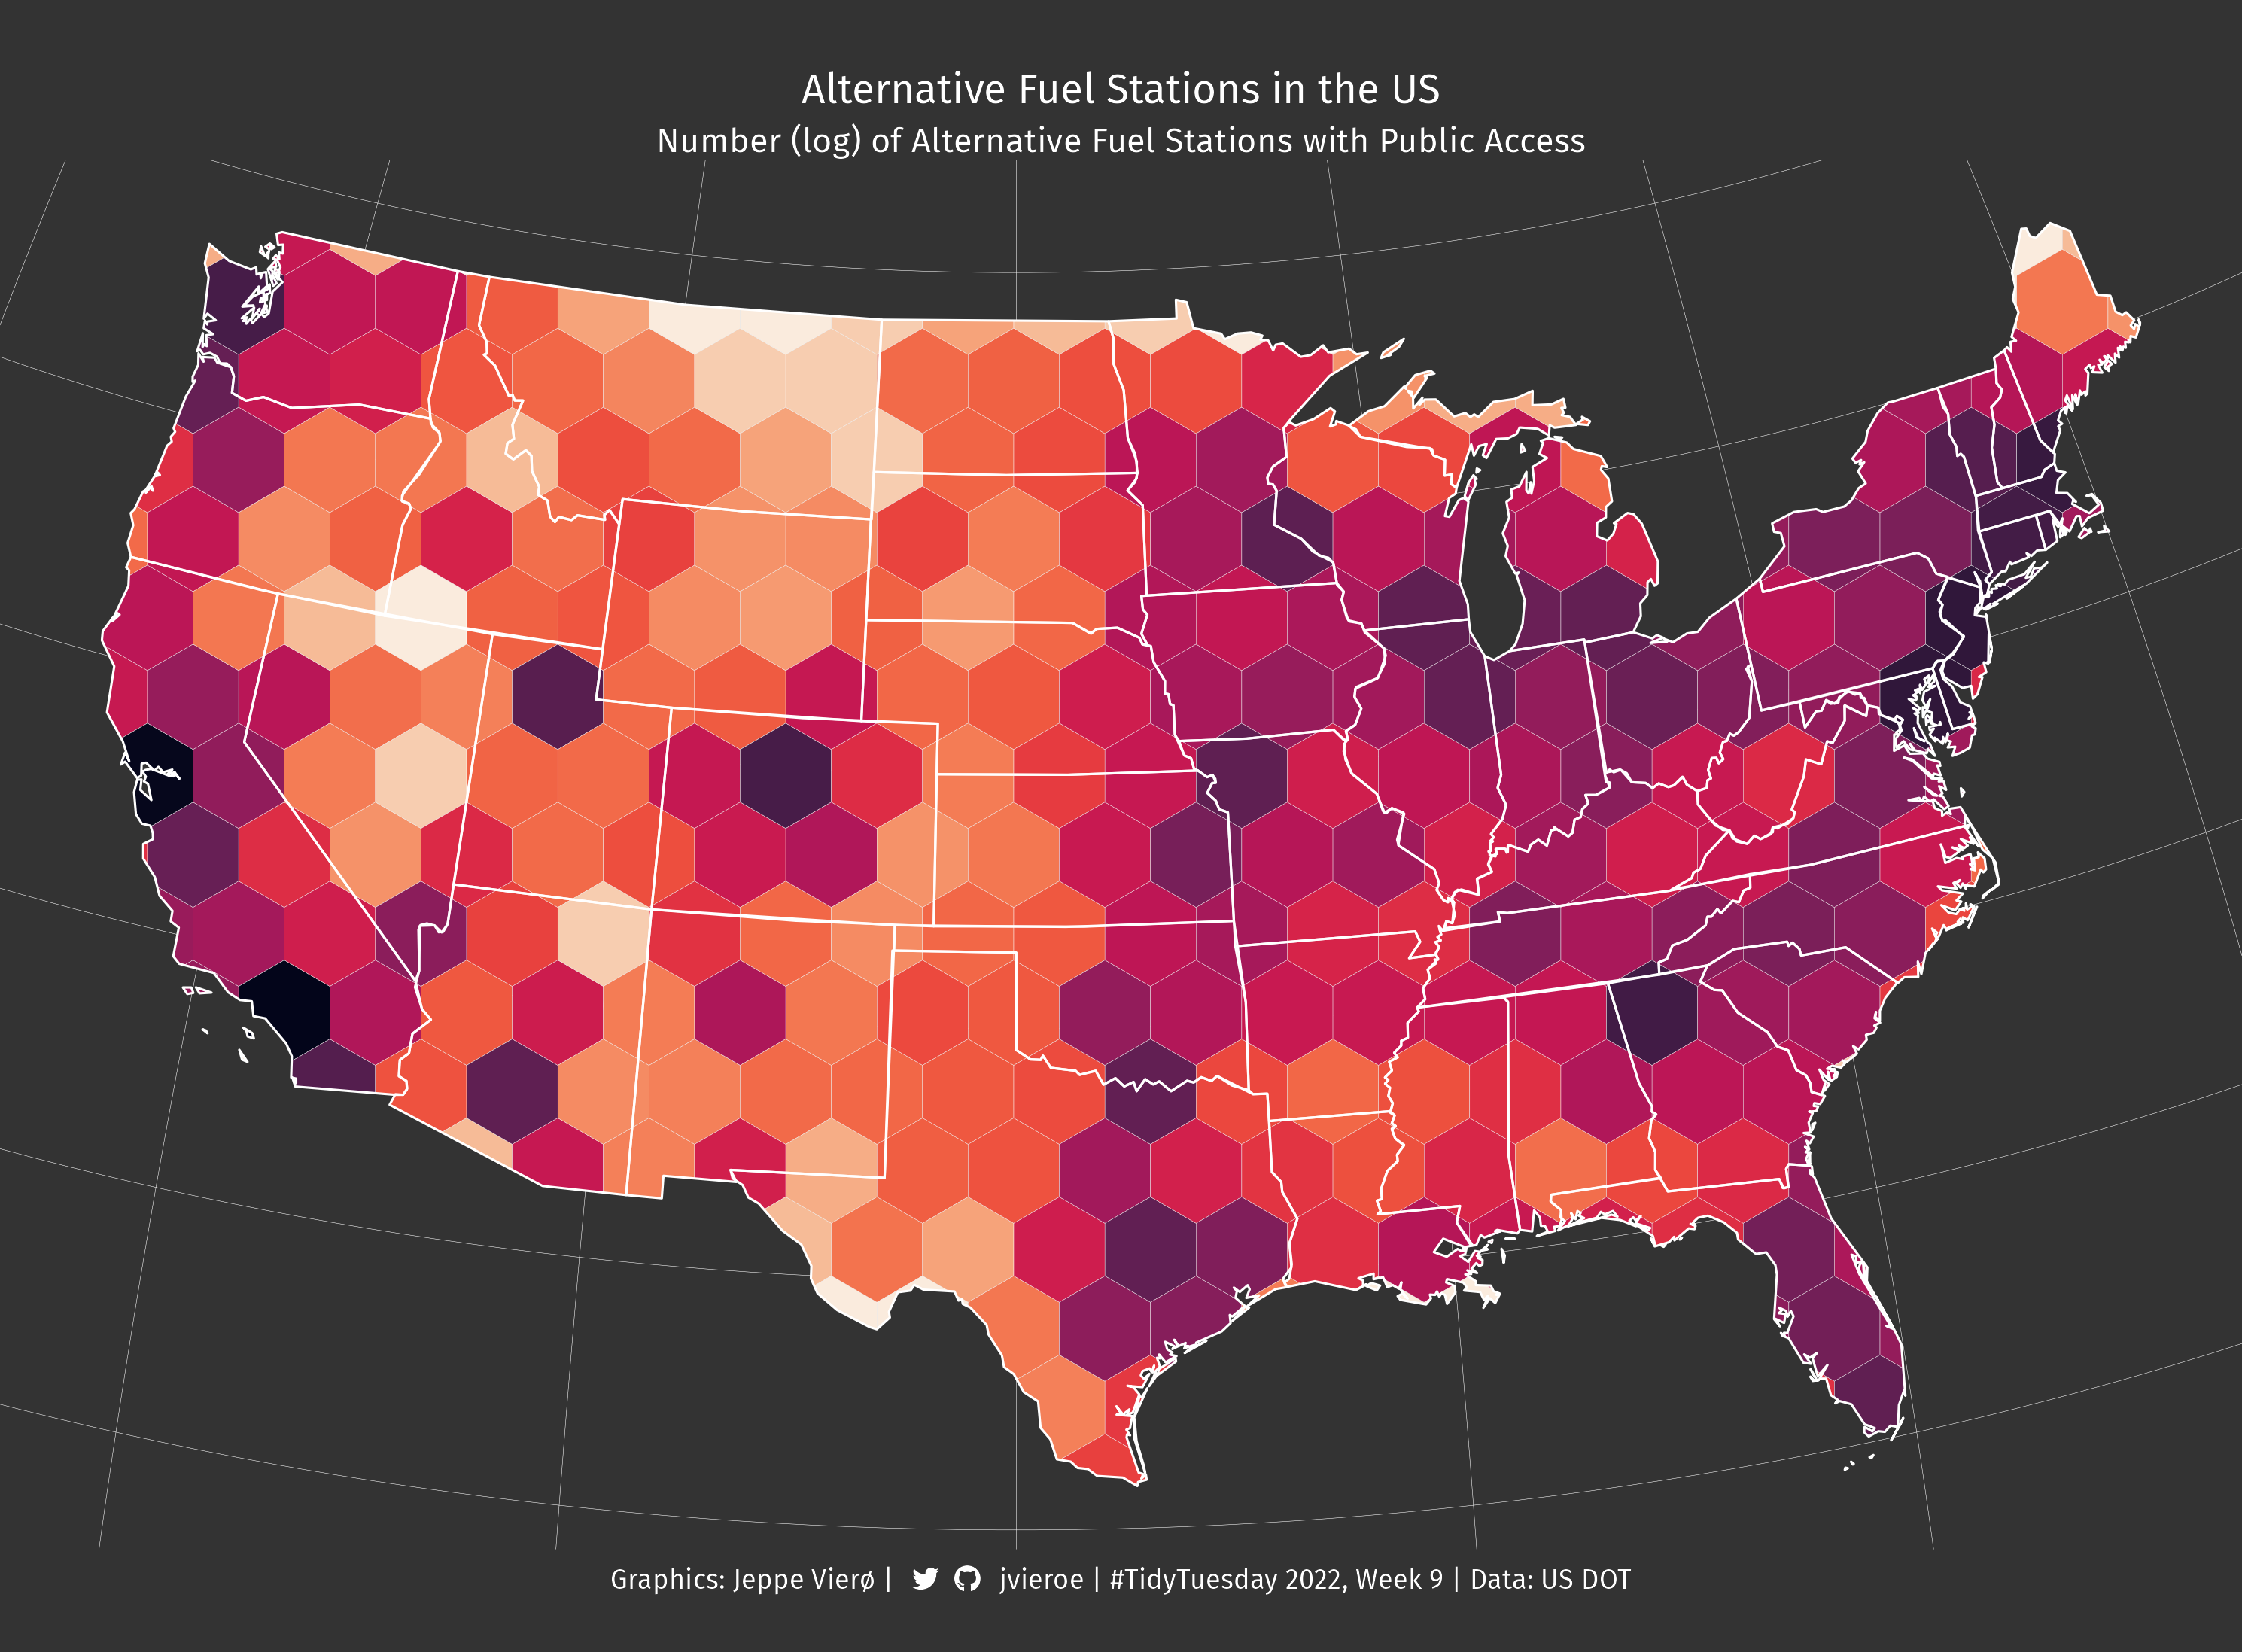 Alternative Fuel Stations in the US
Number (log) of Alternative Fuel Stations with Public Access
Graphics: Jeppe Vierø | jvieroe | #TidyTuesday 2022, Week 9 | Data: US DOT